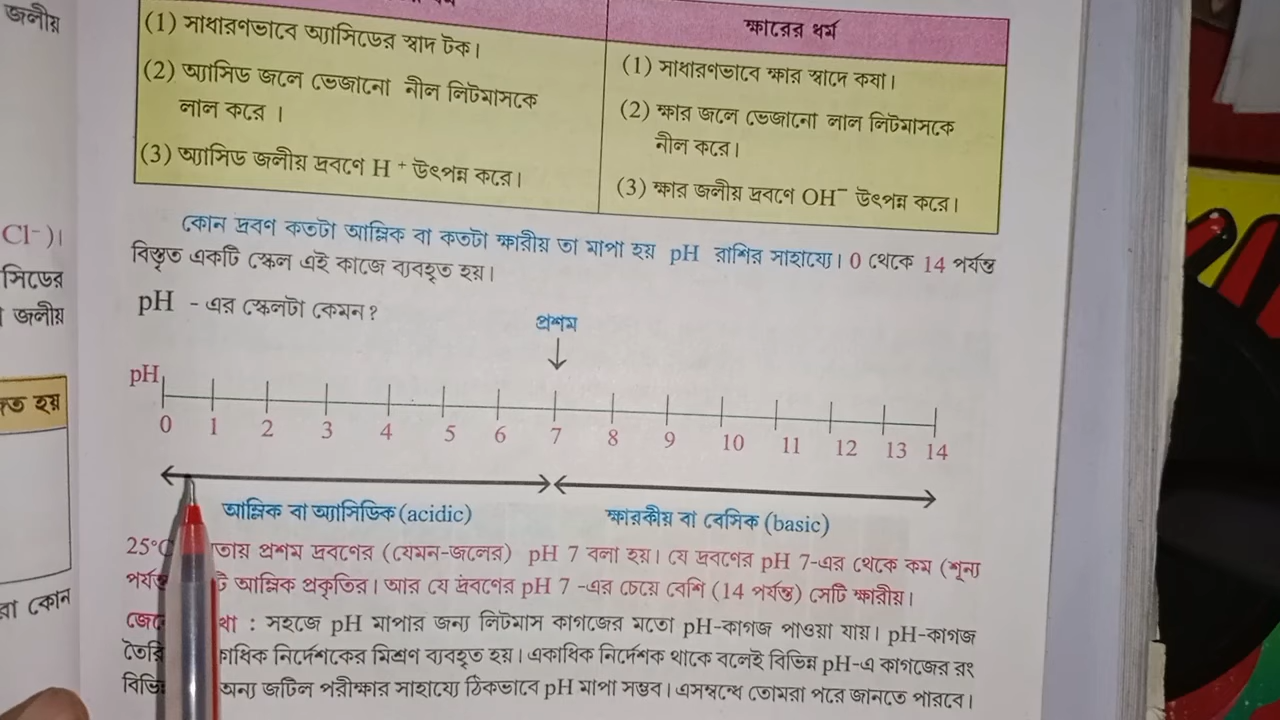 জলীয়
Cl⁻)।
সিডের
জলীয়
হয়
রা কোন
ক্ষারের ধর্ম
(1) সাধারণভাবে অ্যাসিডের স্বাদ টক।
(2) অ্যাসিড জলে ভেজানো নীল লিটমাসকে
লাল করে ।
(3) অ্যাসিড জলীয় দ্রবণে H⁺ উৎপন্ন করে।
(1) সাধারণভাবে ক্ষার স্বাদে কষা।
(2) ক্ষার জলে ভেজানো লাল লিটমাসকে
নীল করে।
(3) ক্ষার জলীয় দ্রবণে OH⁻ উৎপন্ন করে।
কোন দ্রবণ কতটা আম্লিক বা কতটা ক্ষারীয় তা মাপা হয় pH রাশির সাহায্যে। 0 থেকে 14 পর্যন্ত
বিস্তৃত একটি স্কেল এই কাজে ব্যবহৃত হয়।
pH - এর স্কেলটা কেমন?
প্রশম
pH
0 1 2 3 4 5 6 7 8 9 10 11 12 13 14
আম্লিক বা অ্যাসিডিক (acidic)
ক্ষারকীয় বা বেসিক (basic)
25°C তায় প্রশম দ্রবণের (যেমন-জলের) pH 7 বলা হয়। যে দ্রবণের pH 7-এর থেকে কম (শূন্য
পর্যন্ত টি আম্লিক প্রকৃতির। আর যে দ্রবণের pH 7 -এর চেয়ে বেশি (14 পর্যন্ত) সেটি ক্ষারীয়।
জেনে থা : সহজে pH মাপার জন্য লিটমাস কাগজের মতো pH-কাগজ পাওয়া যায়। pH-কাগজ
তৈরি কাধিক নির্দেশকের মিশ্রণ ব্যবহৃত হয়। একাধিক নির্দেশক থাকে বলেই বিভিন্ন pH-এ কাগজের রং
বিভি অন্য জটিল পরীক্ষার সাহায্যে ঠিকভাবে pH মাপা সম্ভব। এসম্বন্ধে তোমরা পরে জানতে পারবে।